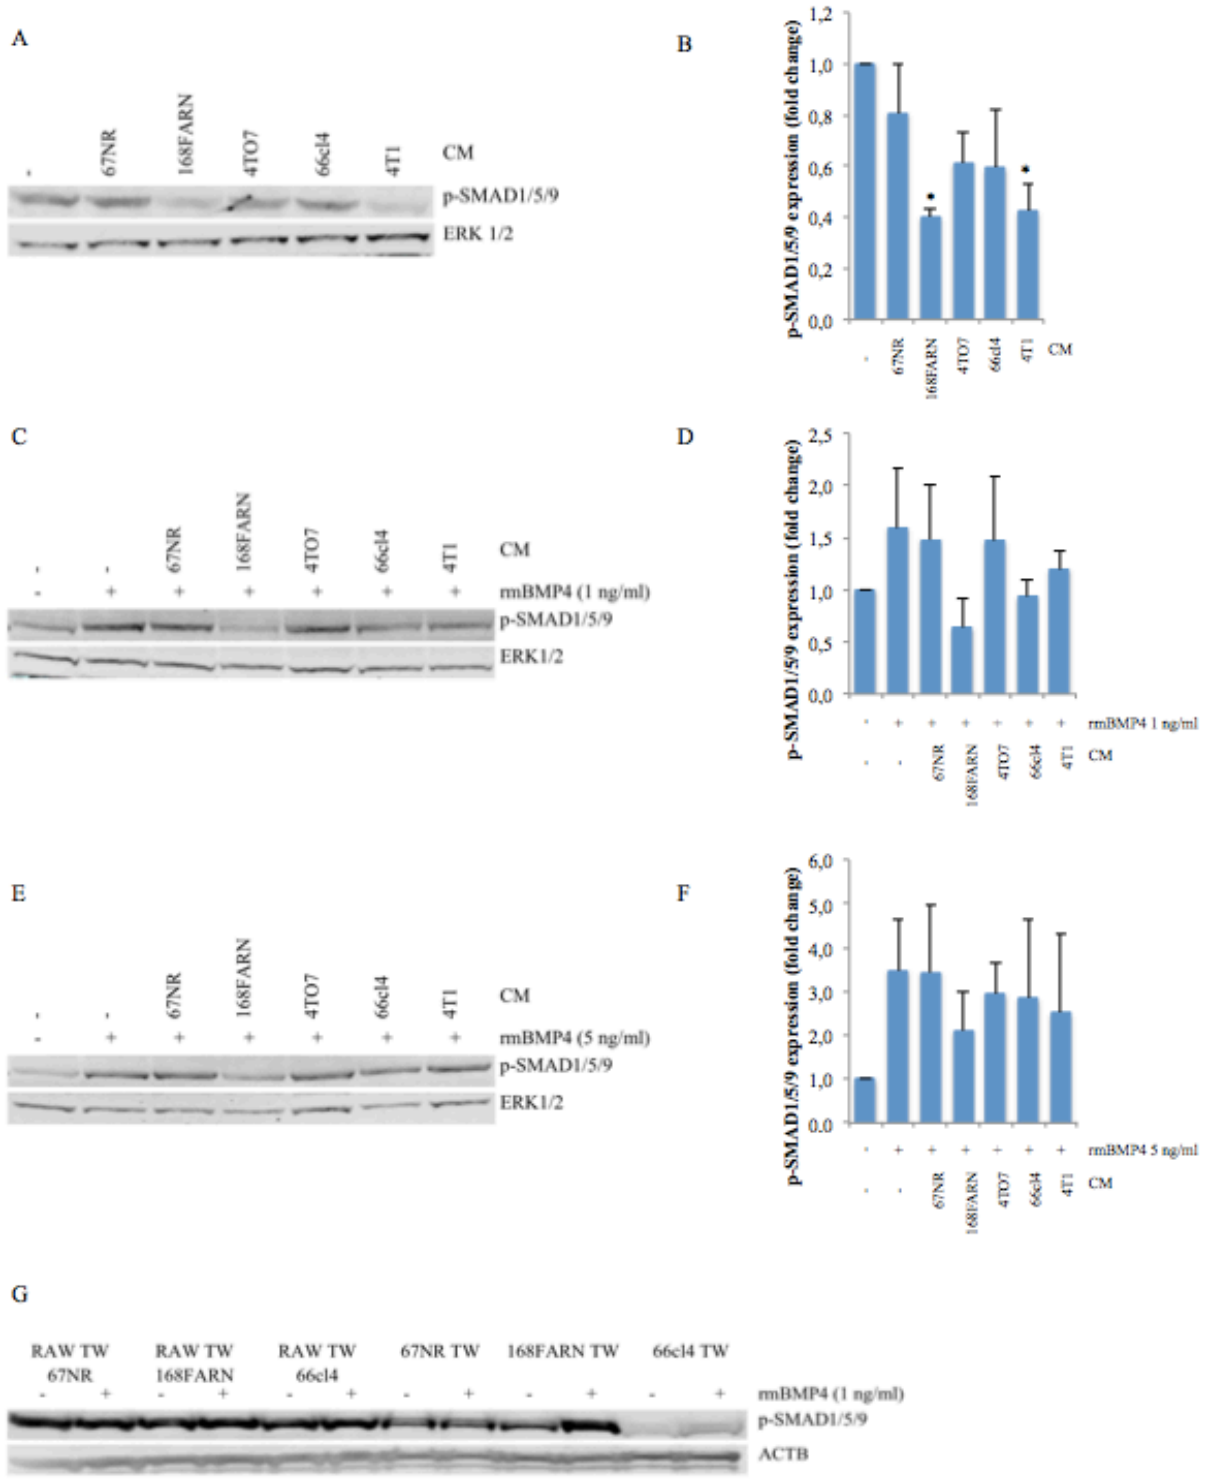 A
-
67NR
168FARN
4TO7
66cl4
4T1
CM
p-SMAD1/5/9
ERK 1/2
B
p-SMAD1/5/9 expression (fold change)
1,2
1,0
0,8
0,6
0,4
0,2
0,0
*
*
-
67NR
168FARN
4TO7
66cl4
4T1
CM
C
-
-
67NR
168FARN
4TO7
66cl4
4T1
CM
- + + + + + + rmBMP4 (1 ng/ml)
p-SMAD1/5/9
ERK1/2
D
p-SMAD1/5/9 expression (fold change)
2,5
2,0
1,5
1,0
0,5
0,0
- + + + + + + rmBMP4 1 ng/ml
-
-
67NR
168FARN
4TO7
66cl4
4T1
CM
E
-
-
67NR
168FARN
4TO7
66cl4
4T1
CM
- + + + + + + rmBMP4 (5 ng/ml)
p-SMAD1/5/9
ERK1/2
F
p-SMAD1/5/9 expression (fold change)
6,0
5,0
4,0
3,0
2,0
1,0
0,0
- + + + + + + rmBMP4 5 ng/ml
-
-
67NR
168FARN
4TO7
66cl4
4T1
CM
G
RAW TW RAW TW RAW TW 67NR TW 168FARN TW 66cl4 TW
67NR 168FARN 66cl4
- + - + - + - + - + - + rmBMP4 (1 ng/ml)
p-SMAD1/5/9
ACTB